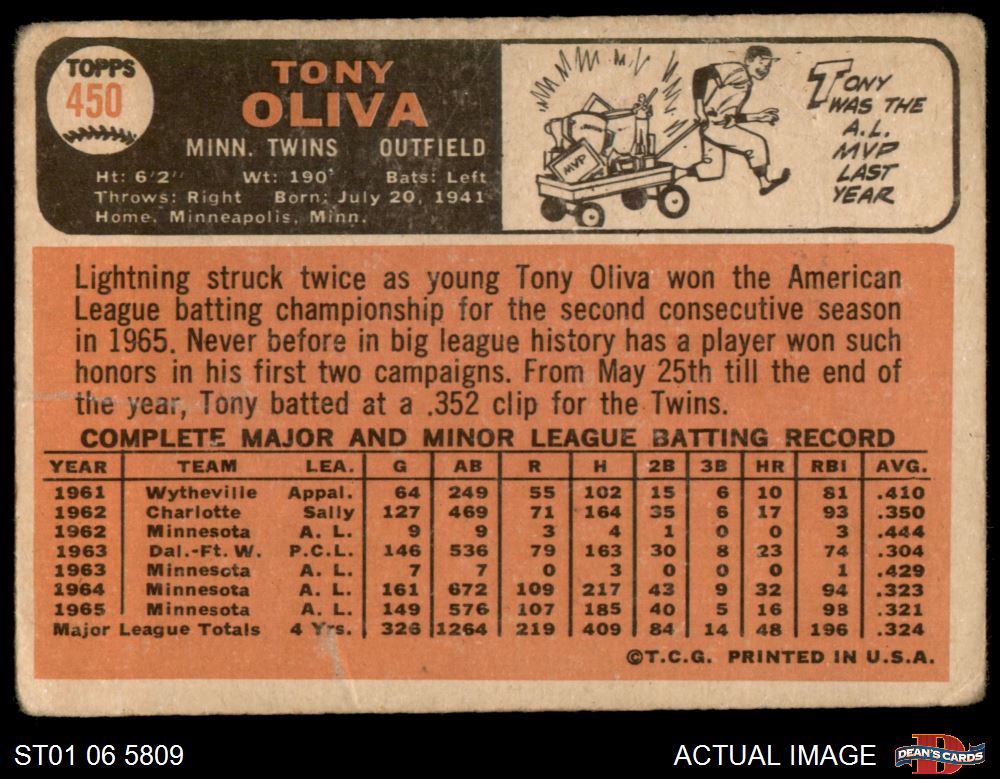 TOPPS
450
TONY
OLIVA
MINN. TWINS OUTFIELD
Ht: 6'2" Wt: 190 Bats: Left
Throws: Right Born: July 20, 1941
Home. Minneapolis, Minn.
MVP
TONY
WAS THE
A.L.
MVP
LAST
YEAR
Lightning struck twice as young Tony Oliva won the American
League batting championship for the second consecutive season
in 1965. Never before in big league history has a player won such
honors in his first two campaigns. From May 25th till the end of
the year, Tony batted at a .352 clip for the Twins.
COMPLETE MAJOR AND MINOR LEAGUE BATTING RECORD
YEAR TEAM LEA. G AB R H 2B 3B HR RBI AVG.
1961 Wytheville Appal. 64 249 55 102 15 6 10 81 .410
1962 Charlotte Sally 127 469 71 164 35 6 17 93 .350
1962 Minnesota A. L. 9 9 3 4 1 0 0 3 .444
1963 Dal.-Ft. W. P.C.L. 146 536 79 163 30 8 23 74 .304
1963 Minnesota A. L. 7 7 0 3 0 0 0 1 .429
1964 Minnesota A. L. 161 672 109 217 43 9 32 94 .323
1965 Minnesota A. L. 149 576 107 185 40 5 16 98 .321
Major League Totals 4 Yrs. 326 1264 219 409 84 14 48 196 .324
©T.C.G. PRINTED IN U.S.A.
ST01 06 5809
ACTUAL IMAGE
DEAN'S CARDS